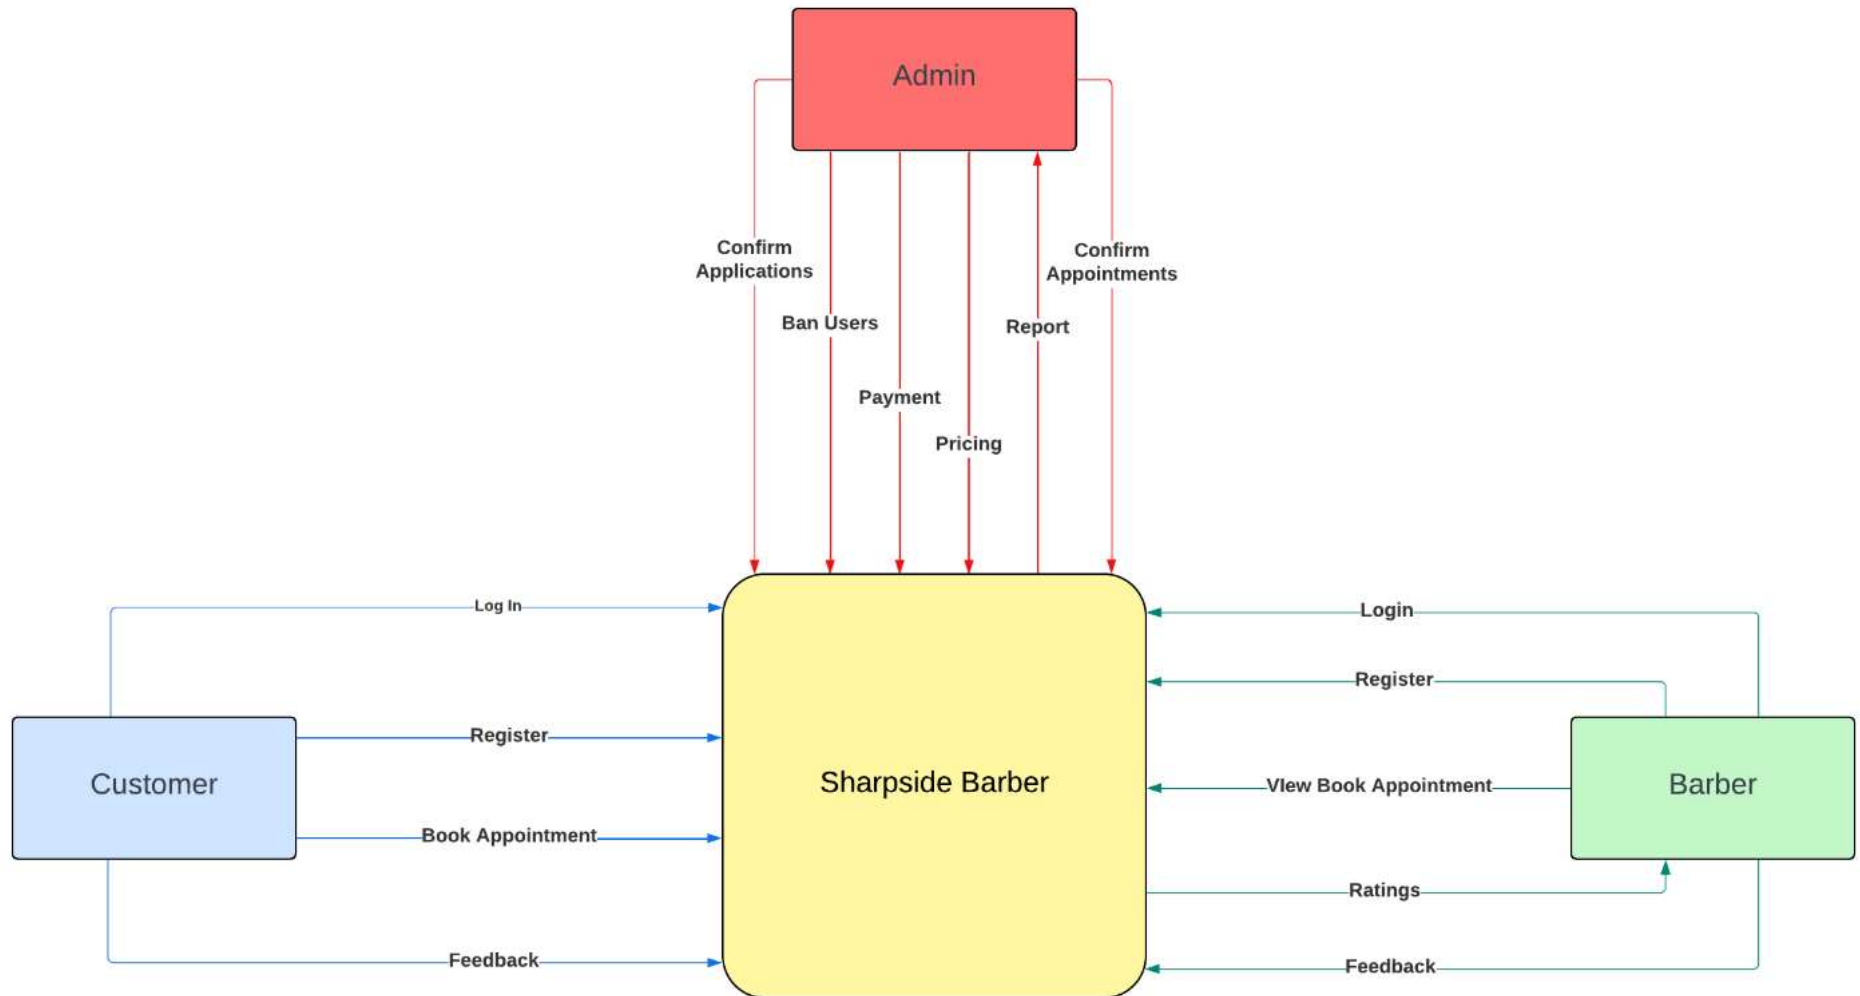 Admin
Confirm
Applications
Confirm
Appointments
Ban Users
Report
Payment
Pricing
Log In
Login
Register
Register
Customer
Sharpside Barber
VIew Book Appointment
Barber
Book Appointment
Ratings
Feedback
Feedback